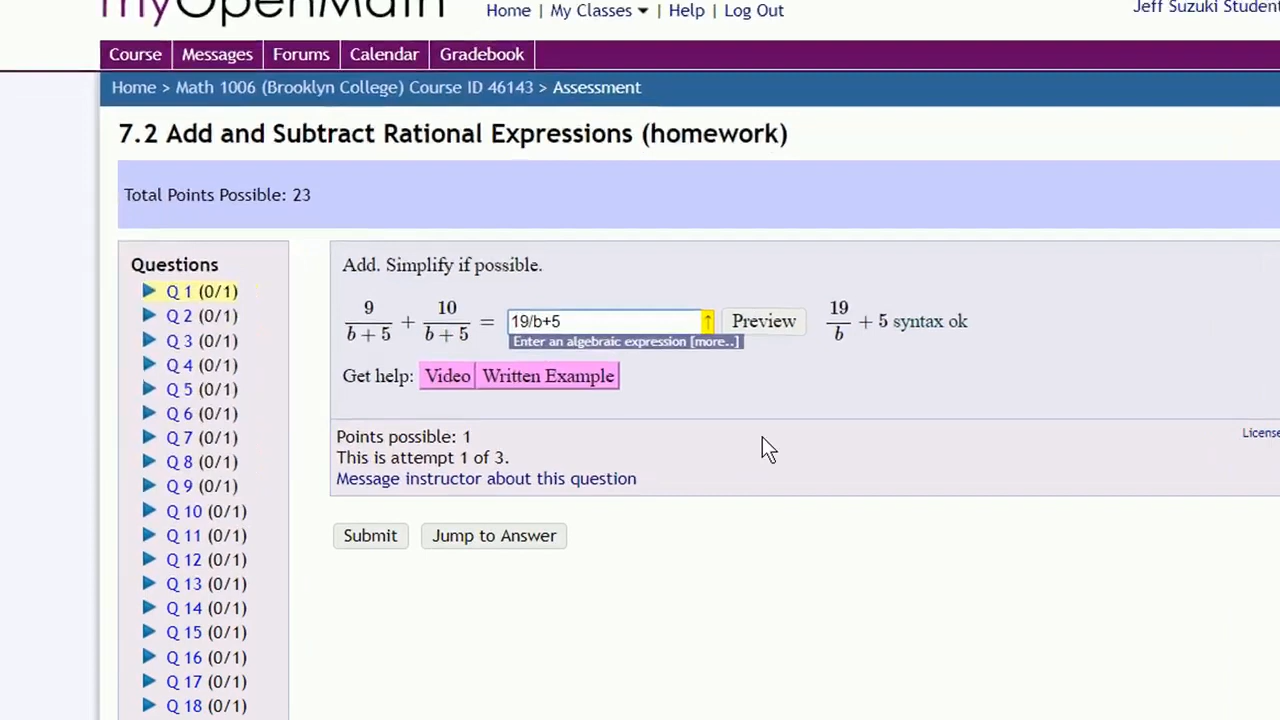 myOpenMath
Home | My Classes | Help | Log Out
Jeff Suzuki Student
Course Messages Forums Calendar Gradebook
Home > Math 1006 (Brooklyn College) Course ID 46143 > Assessment
7.2 Add and Subtract Rational Expressions (homework)
Total Points Possible: 23
Questions
Q 1 (0/1)
Q 2 (0/1)
Q 3 (0/1)
Q 4 (0/1)
Q 5 (0/1)
Q 6 (0/1)
Q 7 (0/1)
Q 8 (0/1)
Q 9 (0/1)
Q 10 (0/1)
Q 11 (0/1)
Q 12 (0/1)
Q 13 (0/1)
Q 14 (0/1)
Q 15 (0/1)
Q 16 (0/1)
Q 17 (0/1)
Q 18 (0/1)
Add. Simplify if possible.
9/(b + 5) + 10/(b + 5) = 19/b+5 ↑ Preview 19/b + 5 syntax ok
Enter an algebraic expression [more..]
Get help: Video Written Example
Points possible: 1
License
This is attempt 1 of 3.
Message instructor about this question
Submit Jump to Answer